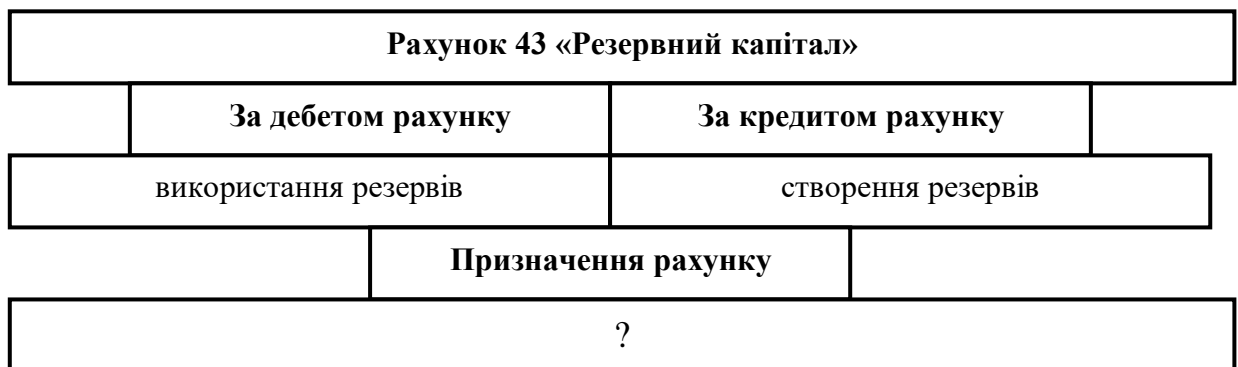 Рахунок 43 «Резервний капітал»
За дебетом рахунку
За кредитом рахунку
використання резервів
створення резервів
Призначення рахунку
?